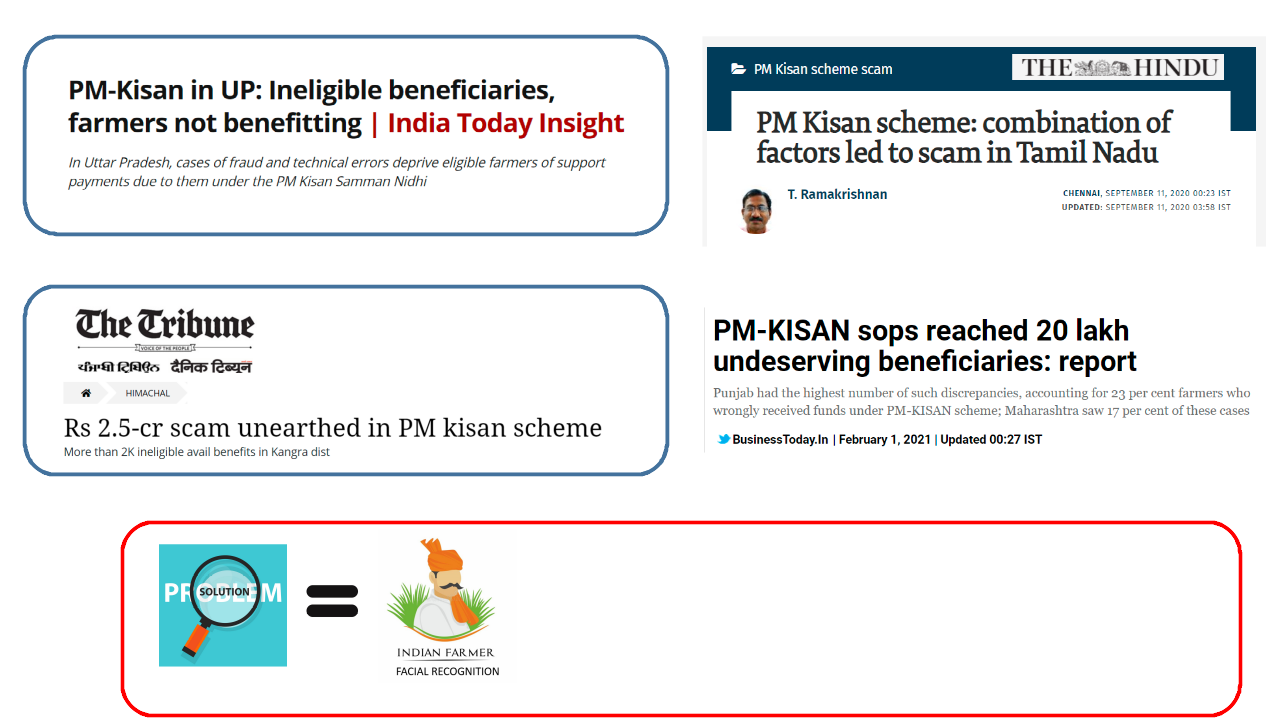 PM-Kisan in UP: Ineligible beneficiaries,
farmers not benefitting | India Today Insight
In Uttar Pradesh, cases of fraud and technical errors deprive eligible farmers of support
payments due to them under the PM Kisan Samman Nidhi
PM Kisan scheme scam
THE HINDU
PM Kisan scheme: combination of
factors led to scam in Tamil Nadu
T. Ramakrishnan
CHENNAI, SEPTEMBER 11, 2020 00:23 IST
UPDATED: SEPTEMBER 11, 2020 03:58 IST
The Tribune
VOICE OF THE PEOPLE
ਪੰਜਾਬੀ ਟ੍ਰਿਬਿਊਨ दैनिक ट्रिब्यून
HIMACHAL
Rs 2.5-cr scam unearthed in PM kisan scheme
More than 2K ineligible avail benefits in Kangra dist
PM-KISAN sops reached 20 lakh
undeserving beneficiaries: report
Punjab had the highest number of such discrepancies, accounting for 23 per cent farmers who
wrongly received funds under PM-KISAN scheme; Maharashtra saw 17 per cent of these cases
BusinessToday.In | February 1, 2021 | Updated 00:27 IST
PROBLEM
SOLUTION
INDIAN FARMER
FACIAL RECOGNITION